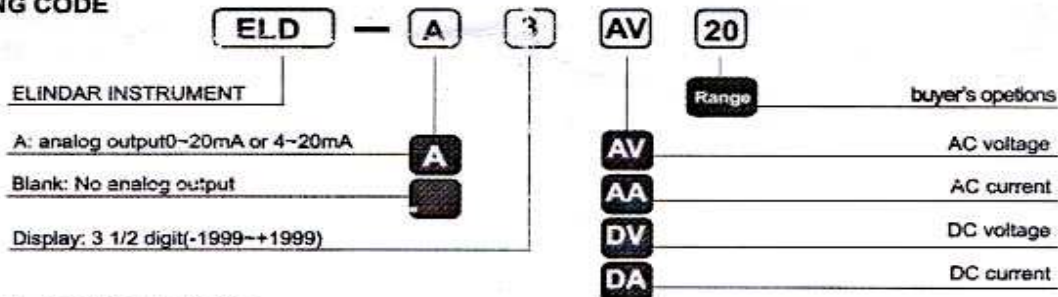 NG CODE
ELD — A 3 AV 20
ELINDAR INSTRUMENT
Range buyer's opetions
A: analog output0~20mA or 4~20mA
A
AV AC voltage
Blank: No analog output
AA AC current
Display: 3 1/2 digit(-1999~+1999)
DV DC voltage
DA DC current